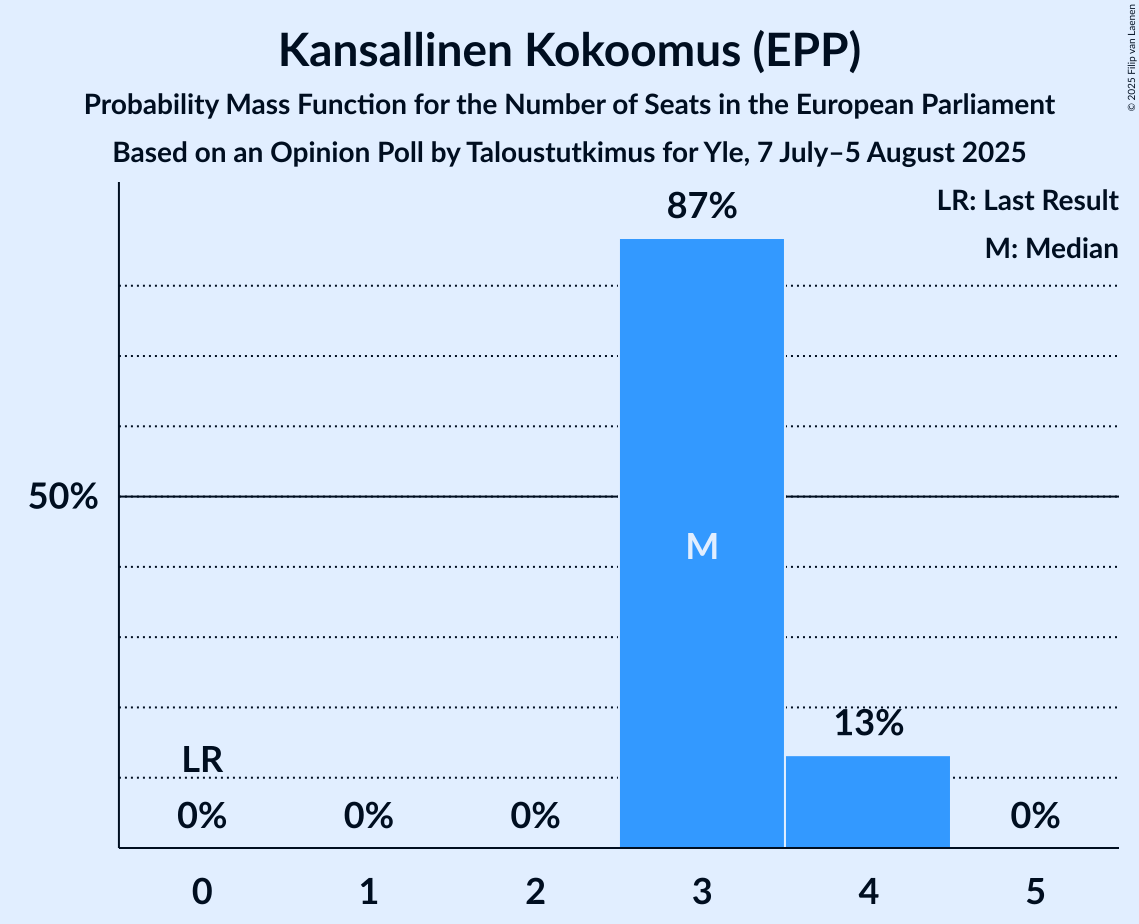 Kansallinen Kokoomus (EPP)
Probability Mass Function for the Number of Seats in the European Parliament
Based on an Opinion Poll by Taloustutkimus for Yle, 7 July–5 August 2025
© 2025 Filip van Laenen
LR: Last Result
M: Median
87%
50%
M
13%
LR
0% 0% 0% 0%
0 1 2 3 4 5